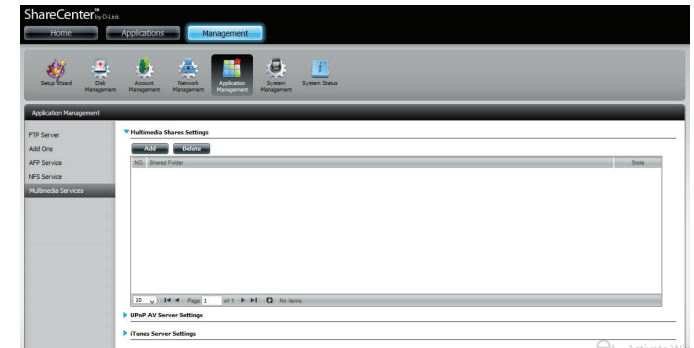 ShareCenter™ by D-Link
Home Applications Management
Setup Wizard
Disk Management
Account Management
Network Management
Application Management
System Management
System Status
Application Management
FTP Server
Add Ons
AFP Service
NFS Service
Multimedia Services
Multimedia Shares Settings
Add Delete
NO. Shared Folder State
10 Page 1 of 1 No items
UPnP AV Server Settings
iTunes Server Settings